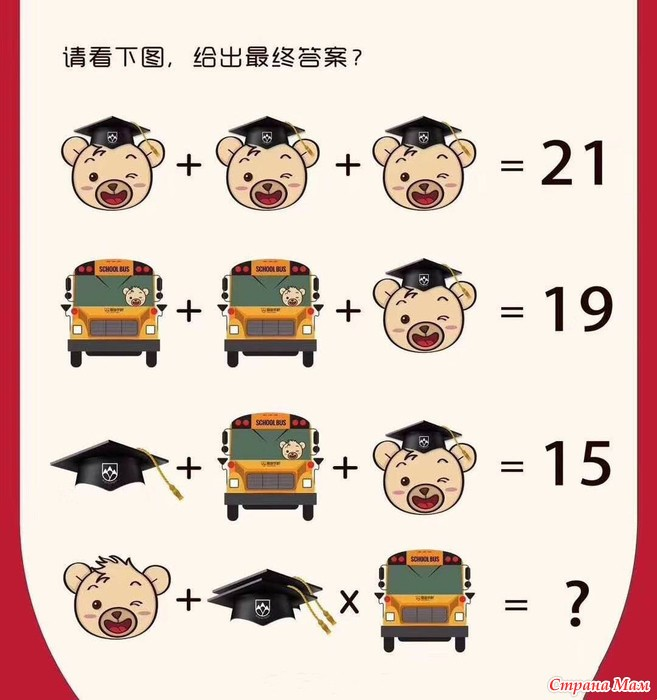 请看下图，给出最终答案？
+ + = 21
SCHOOL BUS + SCHOOL BUS + = 19
+ SCHOOL BUS + = 15
+ x SCHOOL BUS = ?
Страна Мам